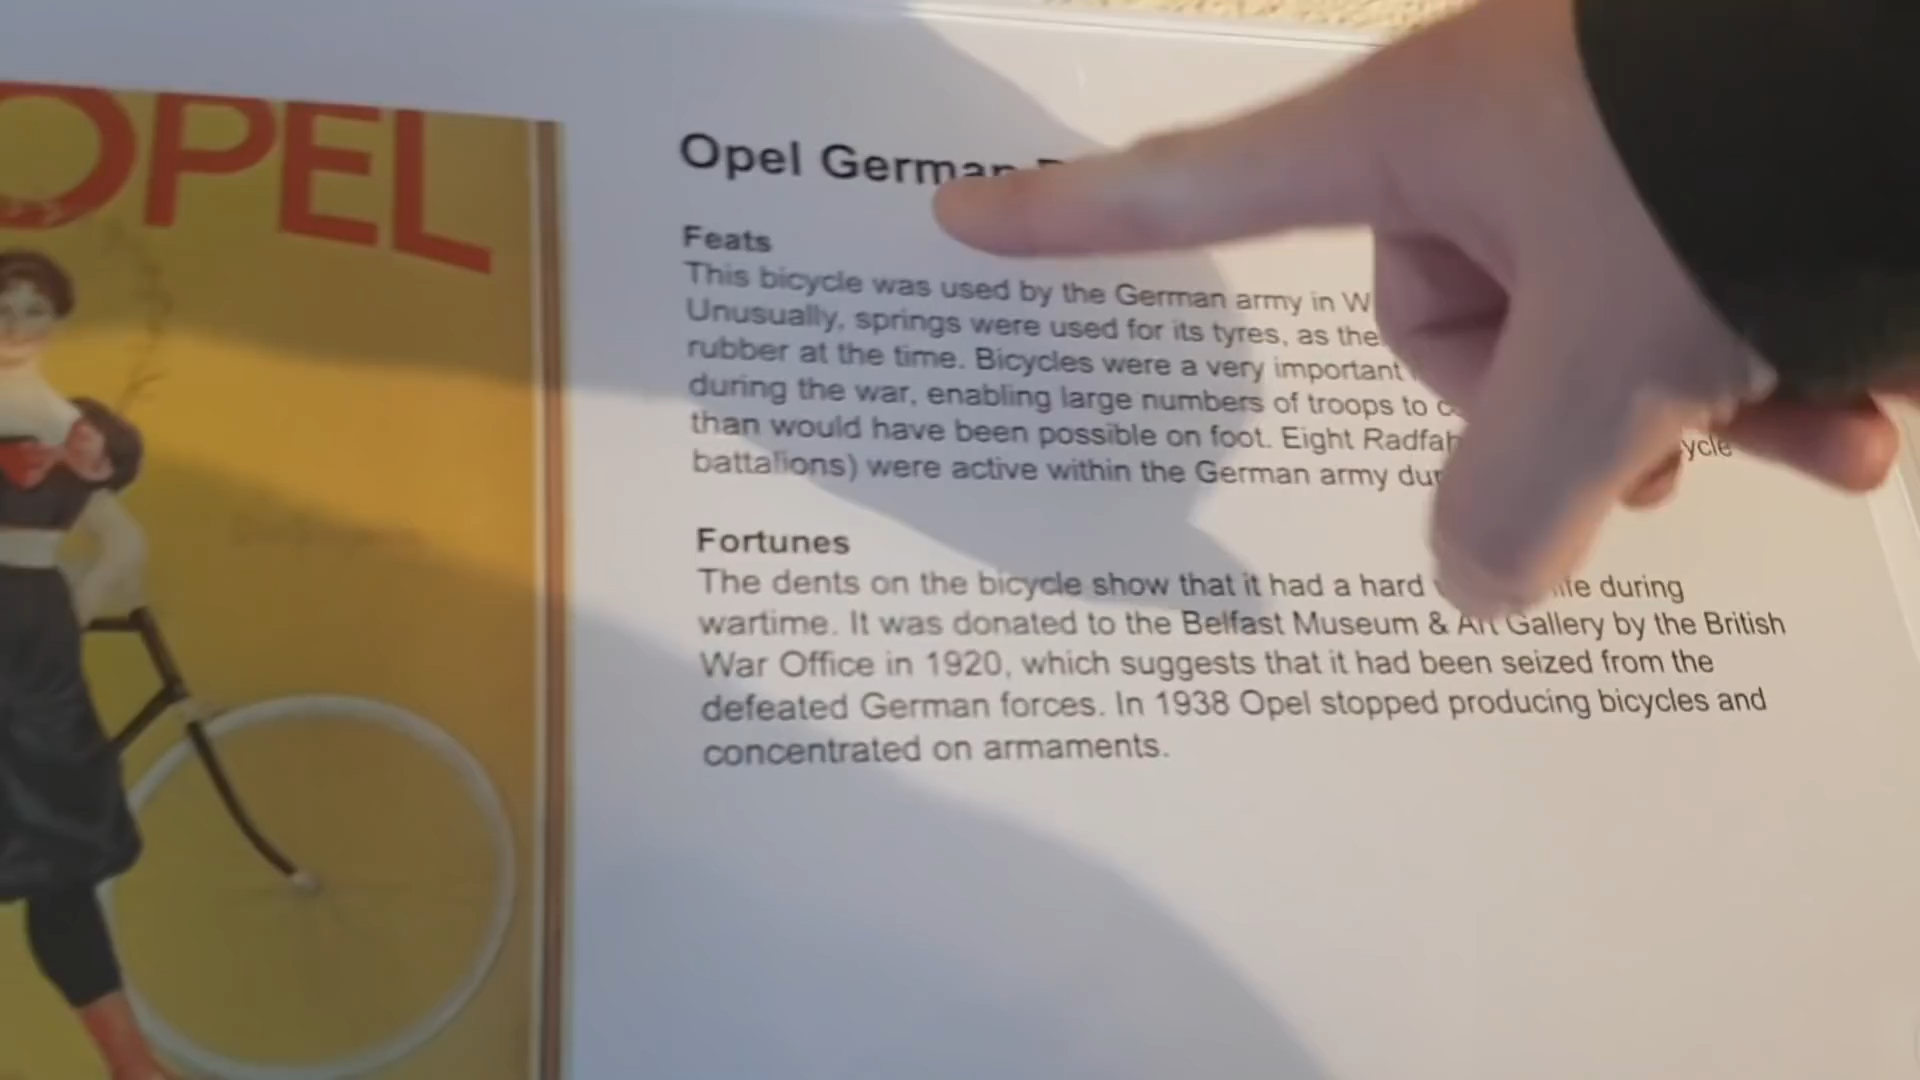 OPEL
Opel German
Feats
This bicycle was used by the German army in
Unusually, springs were used for its tyres, as
rubber at the time. Bicycles were a very important
during the war, enabling large numbers of troops to
than would have been possible on foot. Eight
battalions) were active within the German army
Fortunes
The dents on the bicycle show that it had a hard during
wartime. It was donated to the Belfast Museum & Art Gallery by the British
War Office in 1920, which suggests that it had been seized from the
defeated German forces. In 1938 Opel stopped producing bicycles and
concentrated on armaments.